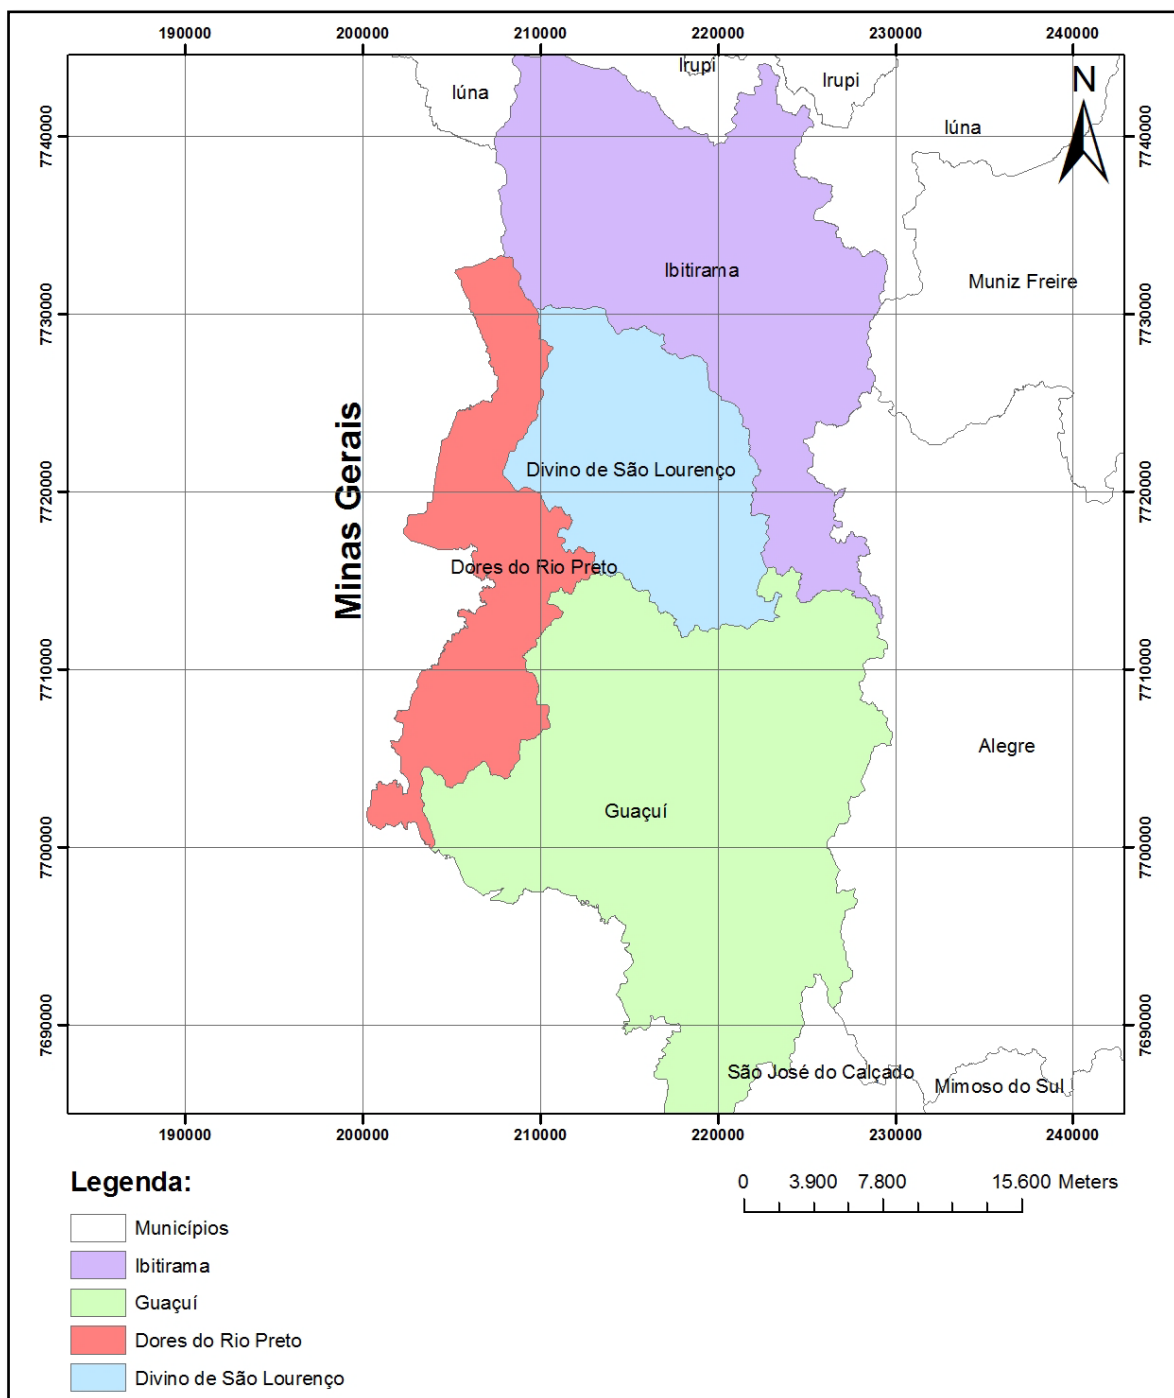 190000 200000 210000 220000 230000 240000
Irupi
Irupi
Iúna
N
Iúna
7740000
7740000
Ibitirama
Muniz Freire
7730000
7730000
Minas Gerais
Divino de São Lourenço
7720000
7720000
Dores do Rio Preto
7710000
7710000
Alegre
Guaçuí
7700000
7700000
7690000
7690000
São José do Calçado
Mimoso do Sul
190000 200000 210000 220000 230000 240000
Legenda:
0 3.900 7.800 15.600 Meters
Municípios
Ibitirama
Guaçuí
Dores do Rio Preto
Divino de São Lourenço